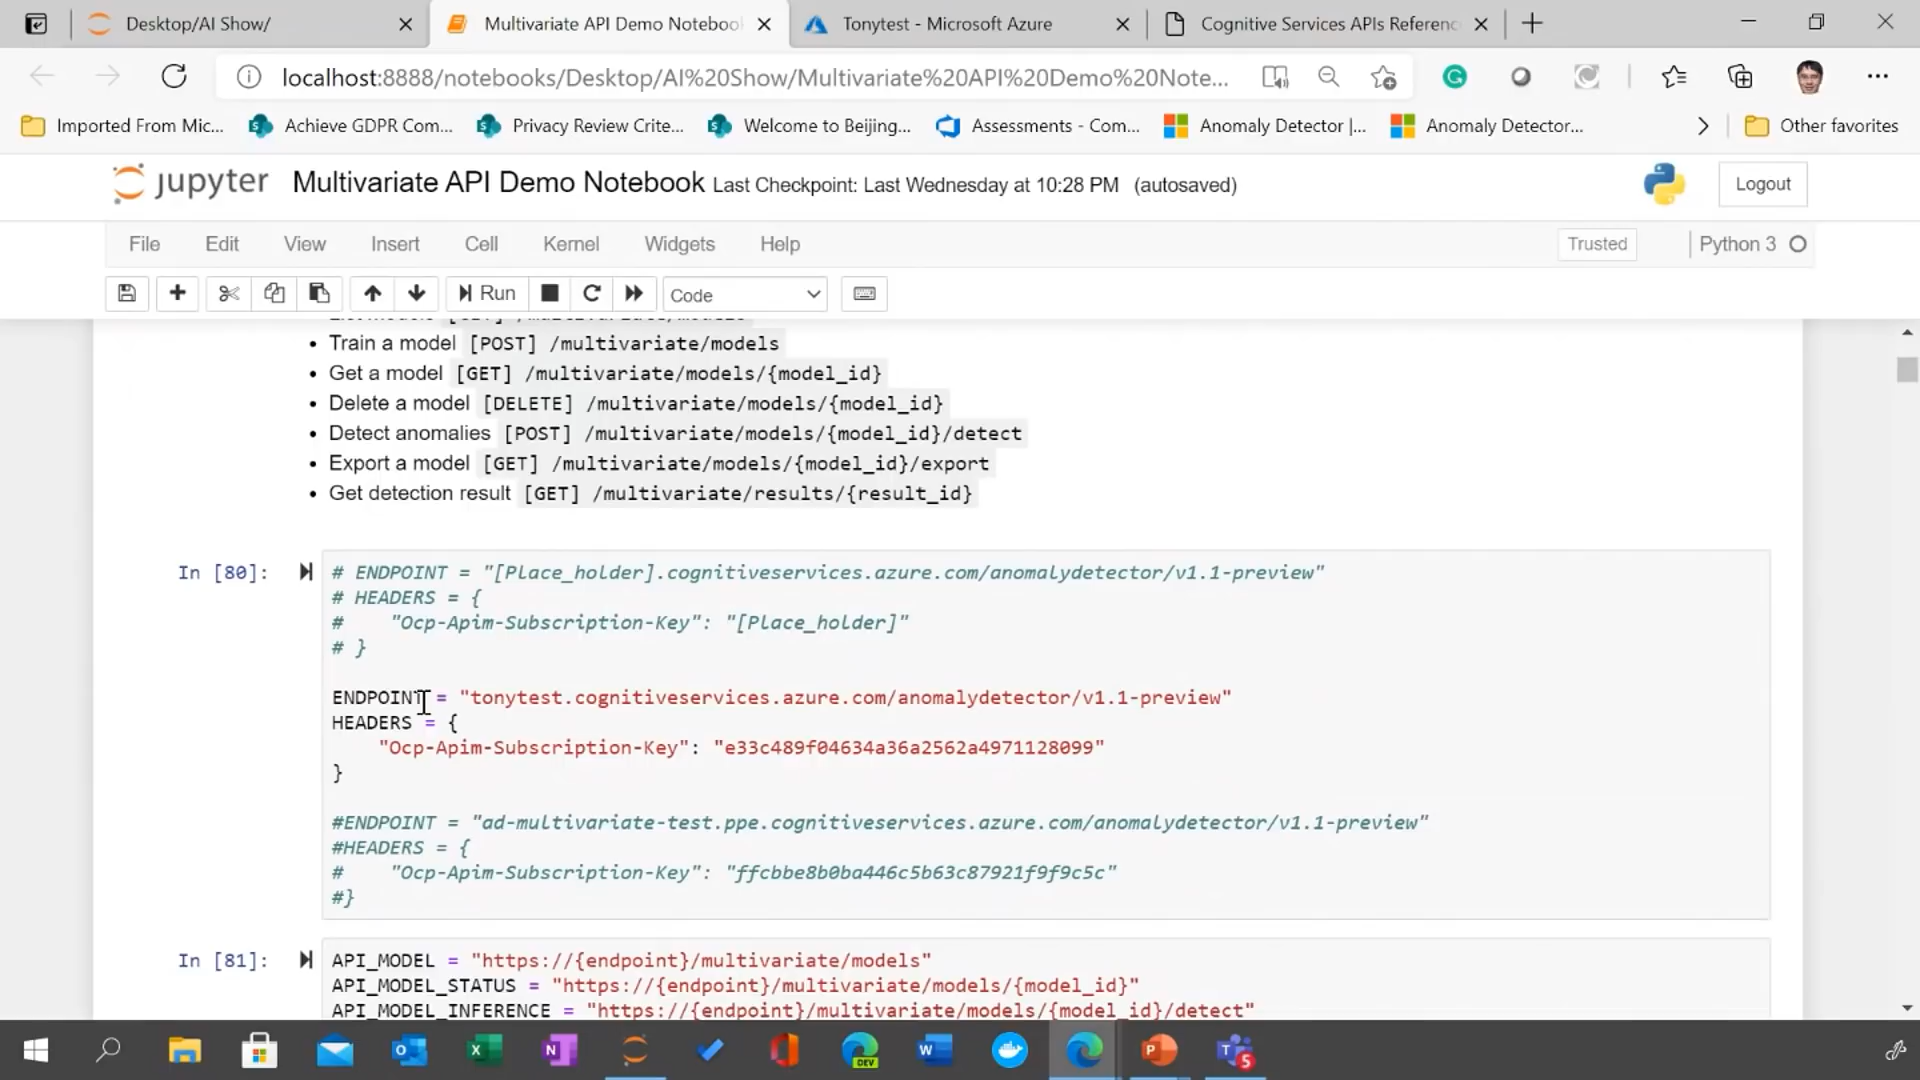 Desktop/AI Show/
Multivariate API Demo Notebook
Tonytest - Microsoft Azure
Cognitive Services APIs Referenc
localhost:8888/notebooks/Desktop/AI%20Show/Multivariate%20API%20Demo%20Note...
Imported From Mic...
Achieve GDPR Com...
Privacy Review Crite...
Welcome to Beijing...
Assessments - Com...
Anomaly Detector |...
Anomaly Detector...
Other favorites
jupyter Multivariate API Demo Notebook Last Checkpoint: Last Wednesday at 10:28 PM (autosaved)
Logout
File Edit View Insert Cell Kernel Widgets Help
Trusted
Python 3
Run
Code
• Train a model [POST] /multivariate/models
• Get a model [GET] /multivariate/models/{model_id}
• Delete a model [DELETE] /multivariate/models/{model_id}
• Detect anomalies [POST] /multivariate/models/{model_id}/detect
• Export a model [GET] /multivariate/models/{model_id}/export
• Get detection result [GET] /multivariate/results/{result_id}
In [80]:
# ENDPOINT = "[Place_holder].cognitiveservices.azure.com/anomalydetector/v1.1-preview"
# HEADERS = {
#     "Ocp-Apim-Subscription-Key": "[Place_holder]"
# }
ENDPOINT = "tonytest.cognitiveservices.azure.com/anomalydetector/v1.1-preview"
HEADERS = {
    "Ocp-Apim-Subscription-Key": "e33c489f04634a36a2562a4971128099"
}
#ENDPOINT = "ad-multivariate-test.ppe.cognitiveservices.azure.com/anomalydetector/v1.1-preview"
#HEADERS = {
#     "Ocp-Apim-Subscription-Key": "ffcbbe8b0ba446c5b63c87921f9f9c5c"
#}
In [81]:
API_MODEL = "https://{endpoint}/multivariate/models"
API_MODEL_STATUS = "https://{endpoint}/multivariate/models/{model_id}"
API_MODEL_INFERENCE = "https://{endpoint}/multivariate/models/{model_id}/detect"